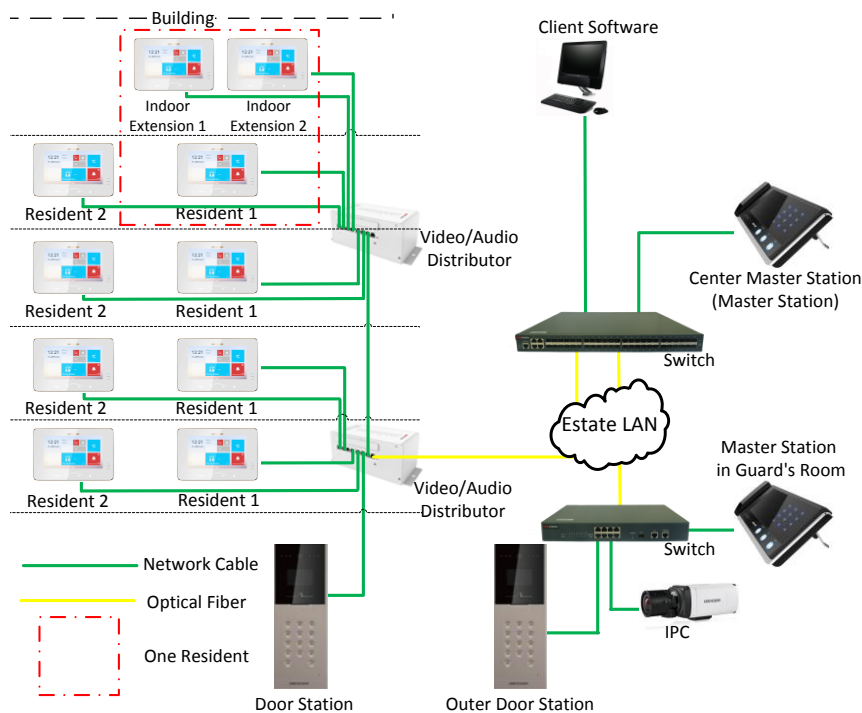 Building
Client Software
Indoor
Extension 1
Indoor
Extension 2
Resident 2
Resident 1
Video/Audio
Distributor
Center Master Station
(Master Station)
Resident 2
Resident 1
Switch
Resident 2
Resident 1
Estate LAN
Master Station
in Guard's Room
Resident 2
Resident 1
Video/Audio
Distributor
Switch
Network Cable
Optical Fiber
One Resident
IPC
Door Station
Outer Door Station